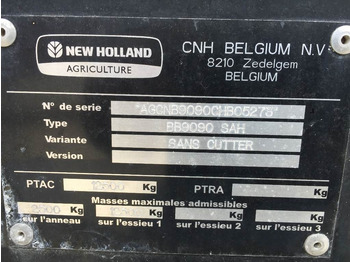 NEW HOLLAND
AGRICULTURE
CNH BELGIUM N.V
8210 Zedelgem
BELGIUM
N° de serie
Type
BB9090 SAH
Variante
SANS CUTTER
Version
PTAC Kg PTRA Kg
Masses maximales admissibles
Kg Kg Kg Kg
sur l'anneau sur l'essieu 1 sur l'essieu 2 sur l'essieu 3